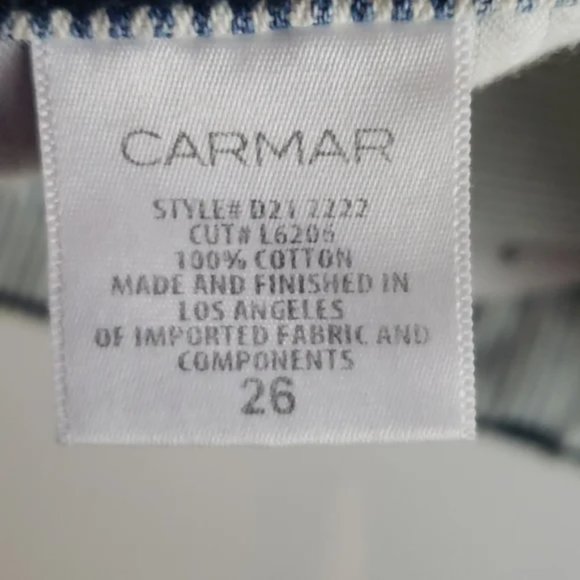 CARMAR
STYLE# D21 2222
CUT# L6206
100% COTTON
MADE AND FINISHED IN
LOS ANGELES
OF IMPORTED FABRIC AND
COMPONENTS
26